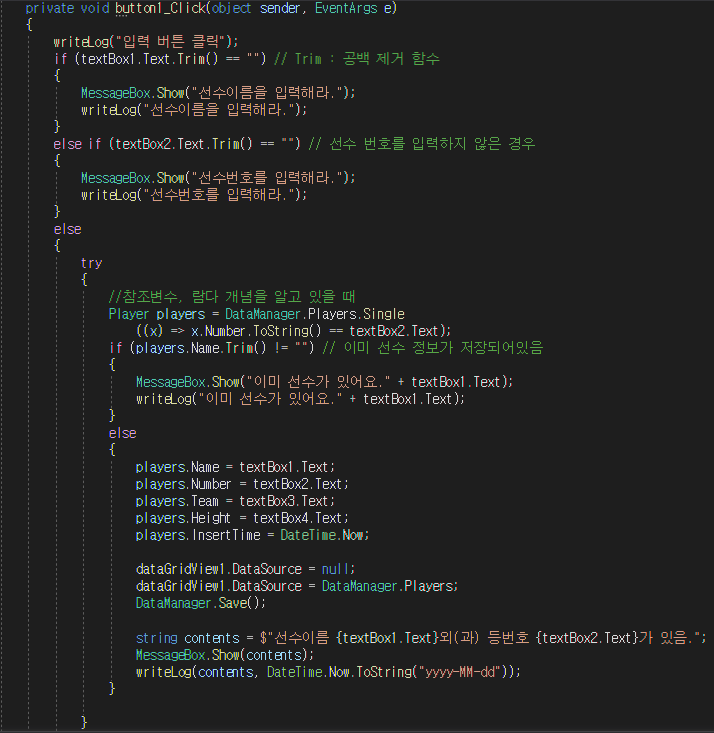 private void button1_Click(object sender, EventArgs e)
{
writeLog("입력 버튼 클릭");
if (textBox1.Text.Trim() == "") // Trim : 공백 제거 함수
{
MessageBox.Show("선수이름을 입력해라.");
writeLog("선수이름을 입력해라.");
}
else if (textBox2.Text.Trim() == "") // 선수 번호를 입력하지 않은 경우
{
MessageBox.Show("선수번호를 입력해라.");
writeLog("선수번호를 입력해라.");
}
else
{
try
{
//참조변수, 람다 개념을 알고 있을 때
Player players = DataManager.Players.Single
((x) => x.Number.ToString() == textBox2.Text);
if (players.Name.Trim() != "") // 이미 선수 정보가 저장되어있음
{
MessageBox.Show("이미 선수가 있어요." + textBox1.Text);
writeLog("이미 선수가 있어요." + textBox1.Text);
}
else
{
players.Name = textBox1.Text;
players.Number = textBox2.Text;
players.Team = textBox3.Text;
players.Height = textBox4.Text;
players.InsertTime = DateTime.Now;
dataGridView1.DataSource = null;
dataGridView1.DataSource = DataManager.Players;
DataManager.Save();
string contents = $"선수이름 {textBox1.Text}외(과) 등번호 {textBox2.Text}가 있음.";
MessageBox.Show(contents);
writeLog(contents, DateTime.Now.ToString("yyyy-MM-dd"));
}
}